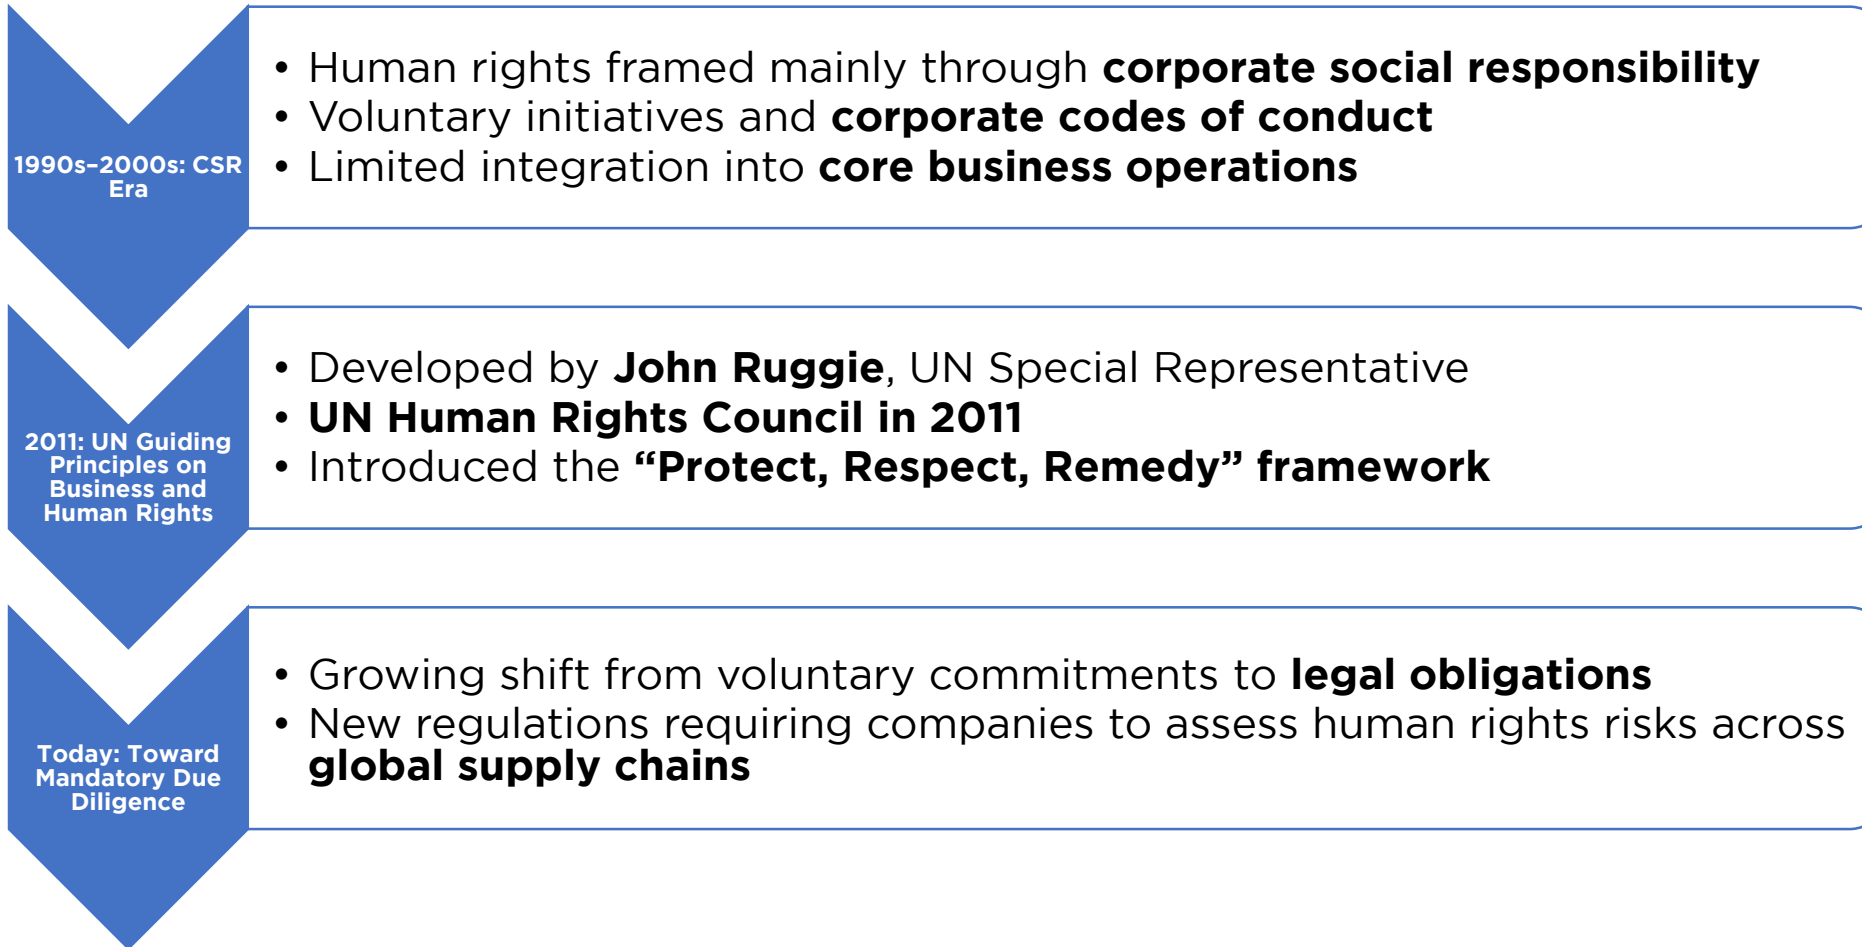 1990s–2000s: CSR
Era
• Human rights framed mainly through corporate social responsibility
• Voluntary initiatives and corporate codes of conduct
• Limited integration into core business operations
2011: UN Guiding
Principles on
Business and
Human Rights
• Developed by John Ruggie, UN Special Representative
• UN Human Rights Council in 2011
• Introduced the “Protect, Respect, Remedy” framework
Today: Toward
Mandatory Due
Diligence
• Growing shift from voluntary commitments to legal obligations
• New regulations requiring companies to assess human rights risks across
global supply chains